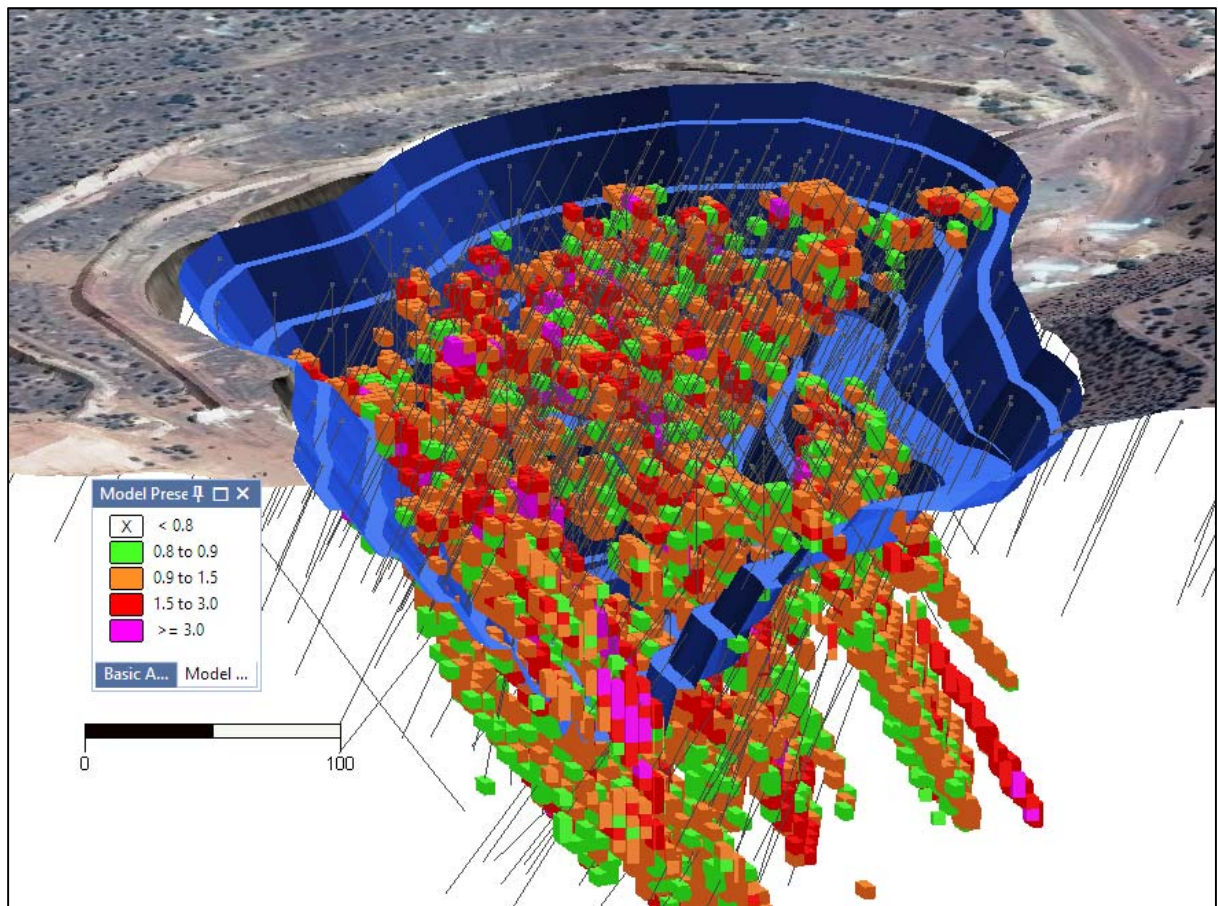 Model Prese
X < 0.8
0.8 to 0.9
0.9 to 1.5
1.5 to 3.0
>= 3.0
Basic A... Model ...
0 100